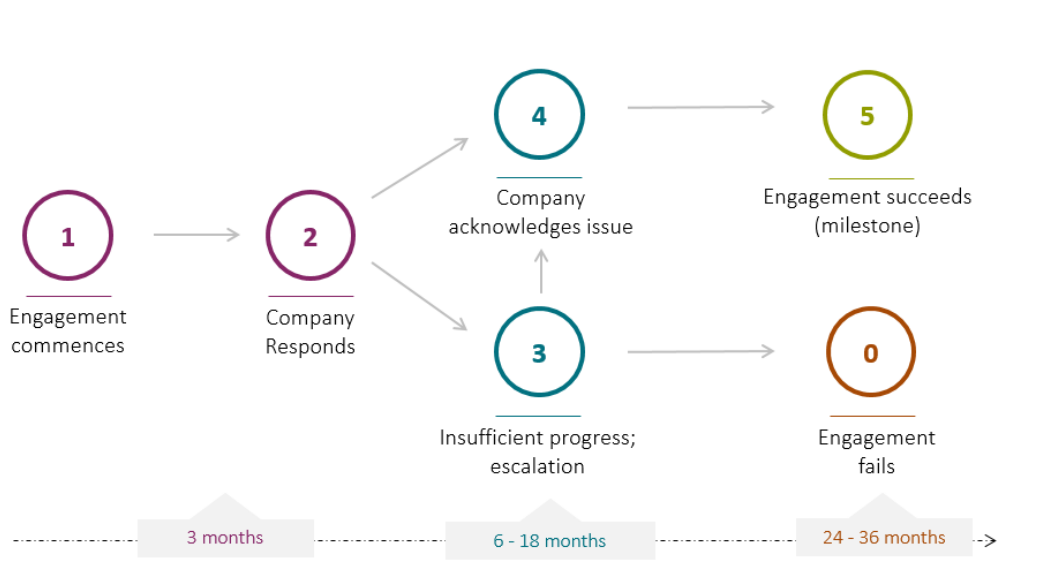 1
Engagement
commences
2
Company
Responds
4
Company
acknowledges issue
5
Engagement succeeds
(milestone)
3
Insufficient progress;
escalation
0
Engagement
fails
3 months
6 - 18 months
24 - 36 months